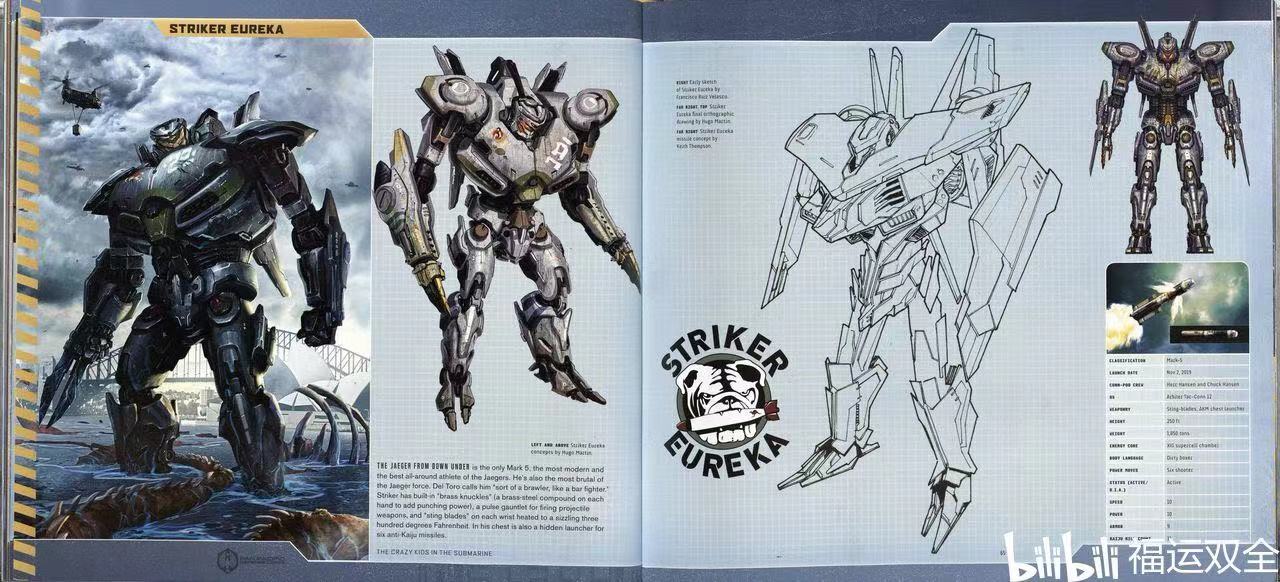 STRIKER EUREKA
LEFT AND ABOVE Striker Eureka
concepts by Hugo Martin.
THE JAEGER FROM DOWN UNDER is the only Mark 5, the most modern and
the best all-around athlete of the Jaegers. He's also the most brutal of
the Jaeger force. Del Toro calls him "sort of a brawler, like a bar fighter."
Striker has built-in "brass knuckles" (a brass-steel compound on each
hand to add punching power), a pulse gauntlet for firing projectile
weapons, and "sting blades" on each wrist heated to a sizzling three
hundred degrees Fahrenheit. In his chest is also a hidden launcher for
six anti-Kaiju missiles.
THE CRAZY KIDS IN THE SUBMARINE
RIGHT Early sketch
of Striker Eureka by
Francisco Ruiz Velasco.
FAR RIGHT TOP Striker
Eureka final orthographic
drawing by Hugo Martin.
FAR RIGHT Striker Eureka
missile concept by
Keith Thompson.
STRIKER
EUREKA
CLASSIFICATION Mark-5
LAUNCH DATE Nov 2, 2019
CONN-POD CREW Herc Hansen and Chuck Hansen
OS Arbiter Tac-Conn 12
WEAPONRY Sting-blades, AKM chest launcher
HEIGHT 250 ft
WEIGHT 1,850 tons
ENERGY CORE XIG supercell chamber
BODY LANGUAGE Dirty boxer
POWER MOVES Six shooter
STATUS (ACTIVE/ Active
D.I.A.)
SPEED 10
POWER 10
ARMOR 9
KAIJU KILL COUNT
bilibili 福运双全